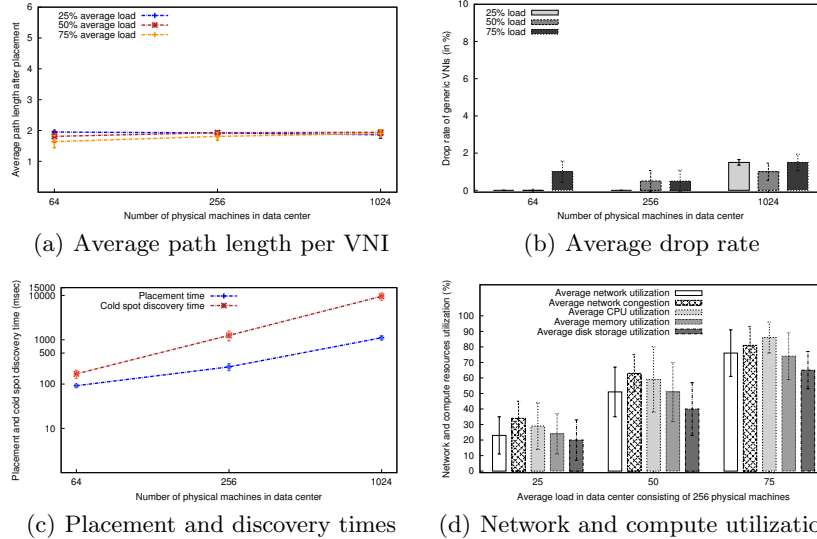 25% average load
50% average load
75% average load
Average path length after placement
6
5
4
3
2
1
64
256
1024
Number of physical machines in data center
(a) Average path length per VNI
25% load
50% load
75% load
Drop rate of generic VNIs (in %)
10
8
6
4
2
0
64
256
1024
Number of physical machines in data center
(b) Average drop rate
Placement time
Cold spot discovery time
Placement and cold spot discovery time (msec)
15000
10000
1000
500
100
10
64
256
1024
Number of physical machines in data center
(c) Placement and discovery times
Average network utilization
Average network congestion
Average CPU utilization
Average memory utilization
Average disk storage utilization
Network and compute resources utilization (%)
100
90
80
70
60
50
40
30
20
10
0
25
50
75
Average load in data center consisting of 256 physical machines
(d) Network and compute utilizatio